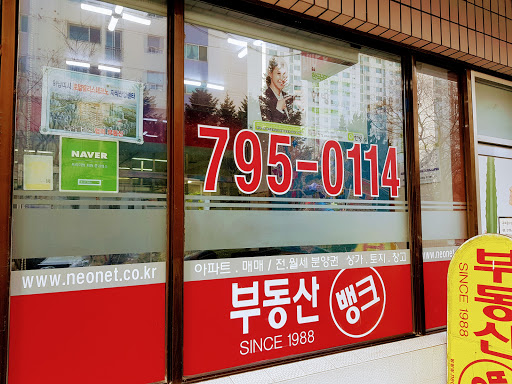 NAVER
795-0114
www.neonet.co.kr
www.neonet
아파트 . 매매 / 전.월세 분양권 상가 . 토지 . 창고
부동산 뱅크
SINCE 1988
부동산
SINCE 1988